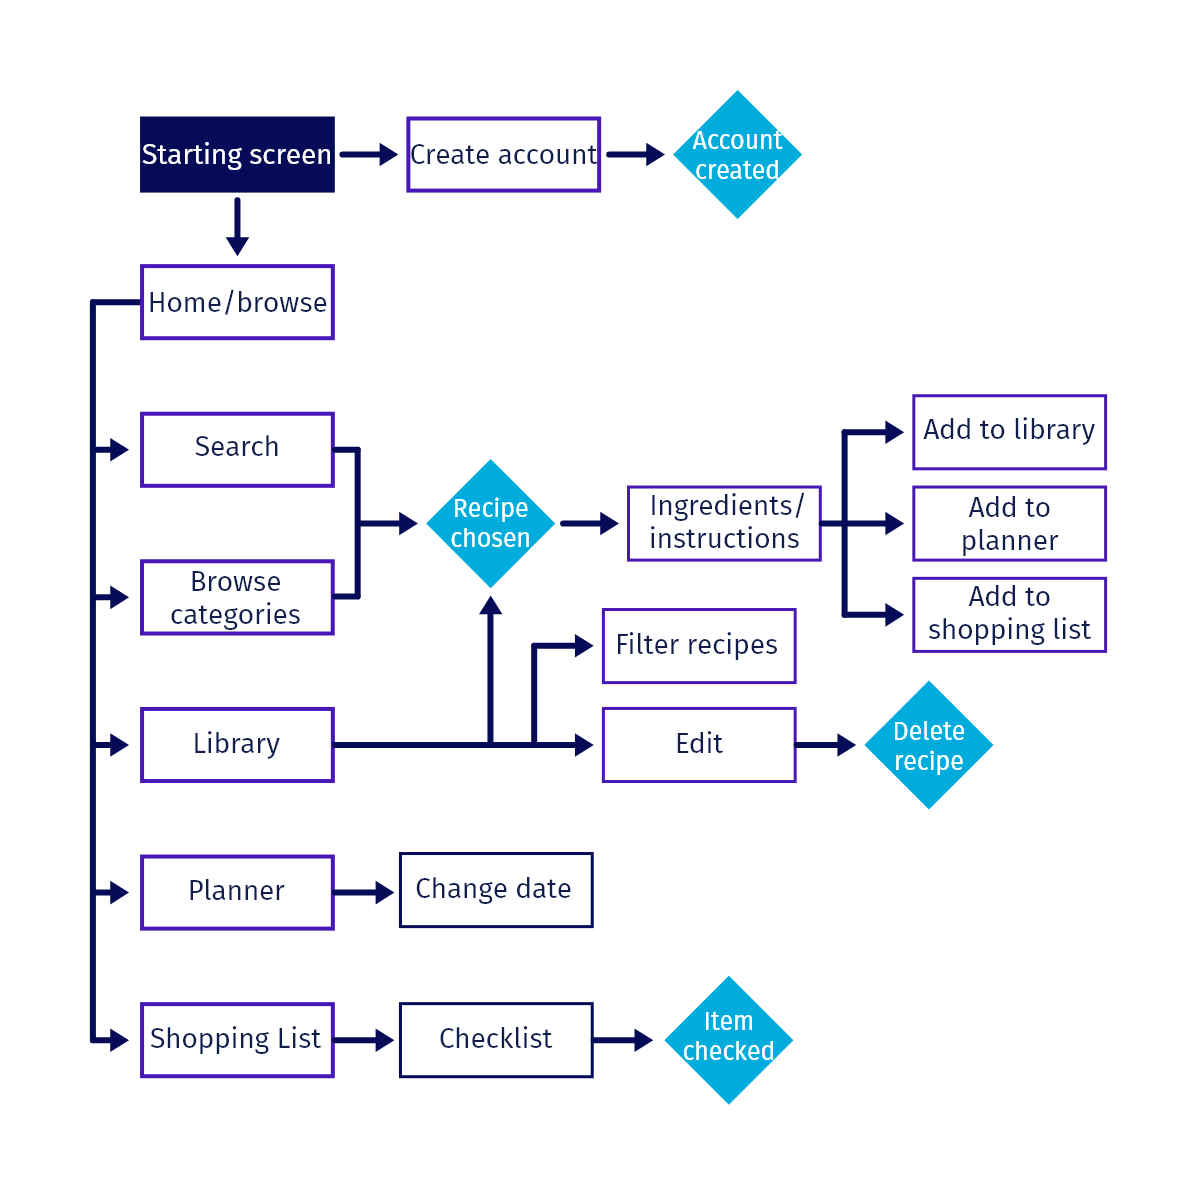 Starting screen
Create account
Account
created
Home/browse
Search
Browse
categories
Recipe
chosen
Ingredients/
instructions
Add to library
Add to
planner
Add to
shopping list
Filter recipes
Library
Edit
Delete
recipe
Planner
Change date
Shopping List
Checklist
Item
checked